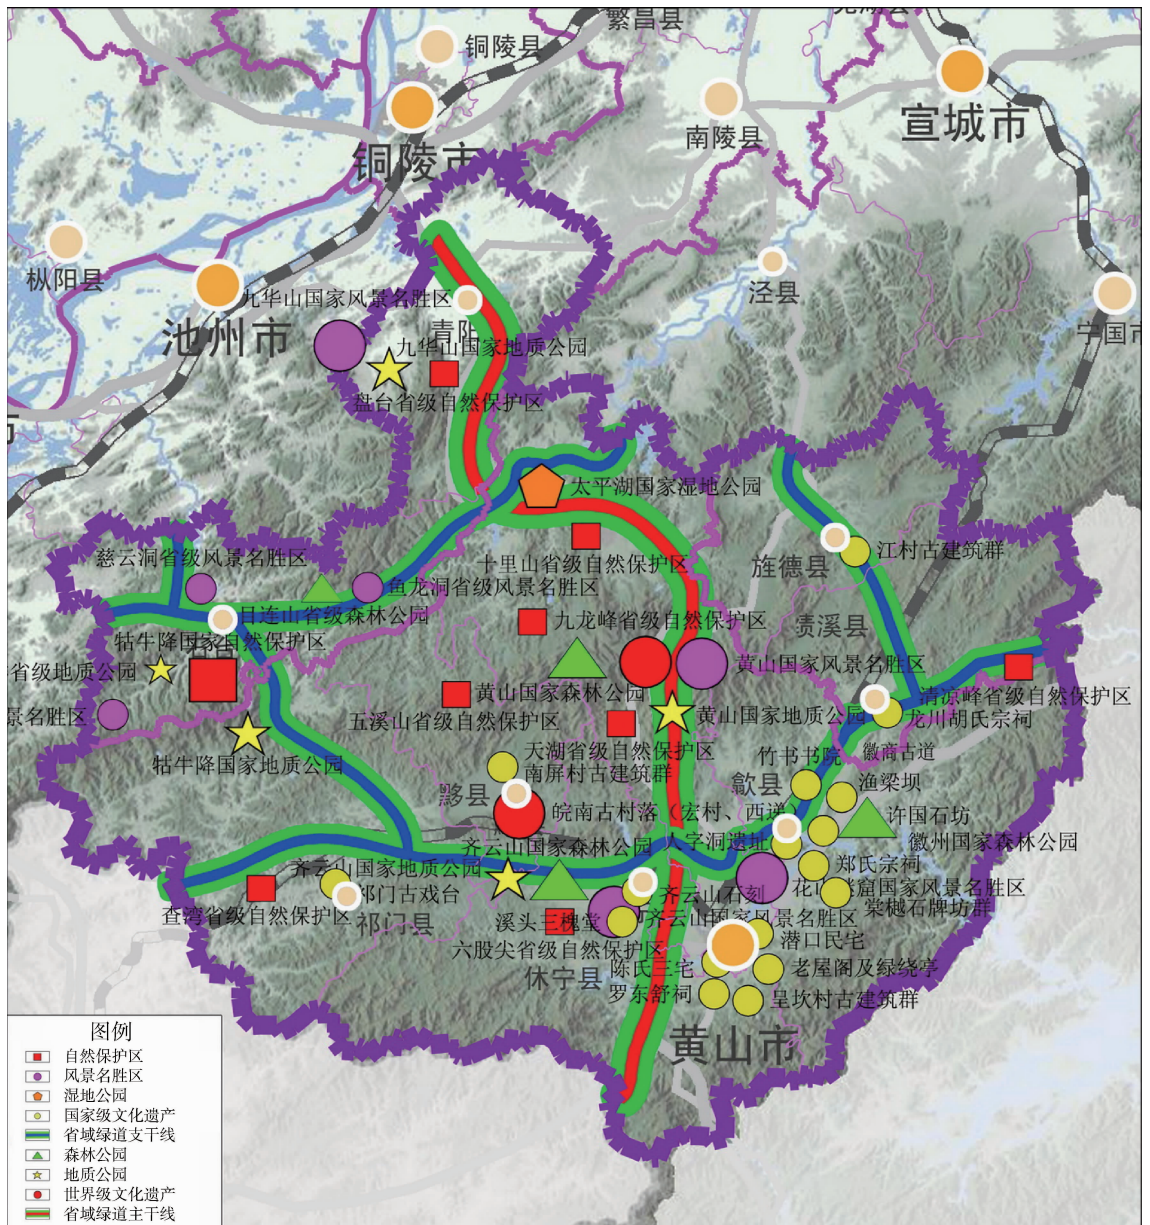 繁昌县
铜陵县
宣城市
南陵县
铜陵市
枞阳县
泾县
九华山国家风景名胜区
池州市
宁国市
青阳
九华山国家地质公园
盘台省级自然保护区
太平湖国家湿地公园
慈云洞省级风景名胜区
十里山省级自然保护区
江村古建筑群
旌德县
鱼龙洞省级风景名胜区
目连山省级森林公园
九龙峰省级自然保护区
绩溪县
牯牛降国家自然保护区
省级地质公园
黄山国家风景名胜区
黄山国家森林公园
清凉峰省级自然保护区
景名胜区
五溪山省级自然保护区
黄山国家地质公园
龙川胡氏宗祠
牯牛降国家地质公园
天湖省级自然保护区
竹书书院
徽商古道
南屏村古建筑群
歙县
渔梁坝
黟县
皖南古村落（宏村、西递）
许国石坊
齐云山国家森林公园
人字洞遗址
徽州国家森林公园
齐云山国家地质公园
郑氏宗祠
祁门古戏台
齐云山石刻
花山谜窟国家风景名胜区
查湾省级自然保护区
祁门县
溪头三槐堂
齐云山国家风景名胜区
棠樾石牌坊群
六股尖省级自然保护区
潜口民宅
休宁县
陈氏三宅
老屋阁及绿绕亭
罗东舒祠
呈坎村古建筑群
黄山市
图例
自然保护区
风景名胜区
湿地公园
国家级文化遗产
省域绿道支干线
森林公园
地质公园
世界级文化遗产
省域绿道主干线